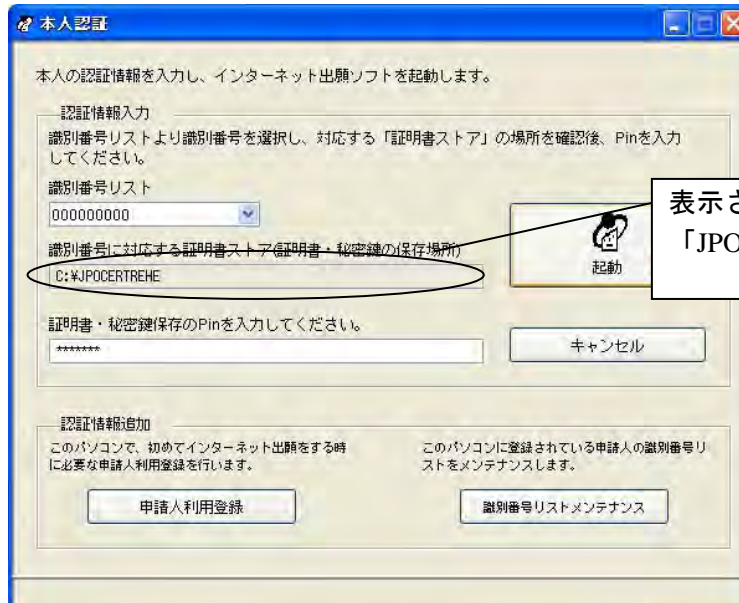 本人認証
本人の認証情報を入力し、インターネット出願ソフトを起動します。
認証情報入力
識別番号リストより識別番号を選択し、対応する「証明書ストア」の場所を確認後、Pinを入力
してください。
識別番号リスト
000000000
識別番号に対応する証明書ストア(証明書・秘密鍵の保存場所)
C:¥JPOCERTREHE
表示さ
「JPO
起動
証明書・秘密鍵保存のPinを入力してください。
*******
キャンセル
認証情報追加
このパソコンで、初めてインターネット出願をする時
に必要な申請人利用登録を行います。
申請人利用登録
このパソコンに登録されている申請人の識別番号リ
ストをメンテナンスします。
識別番号リストメンテナンス